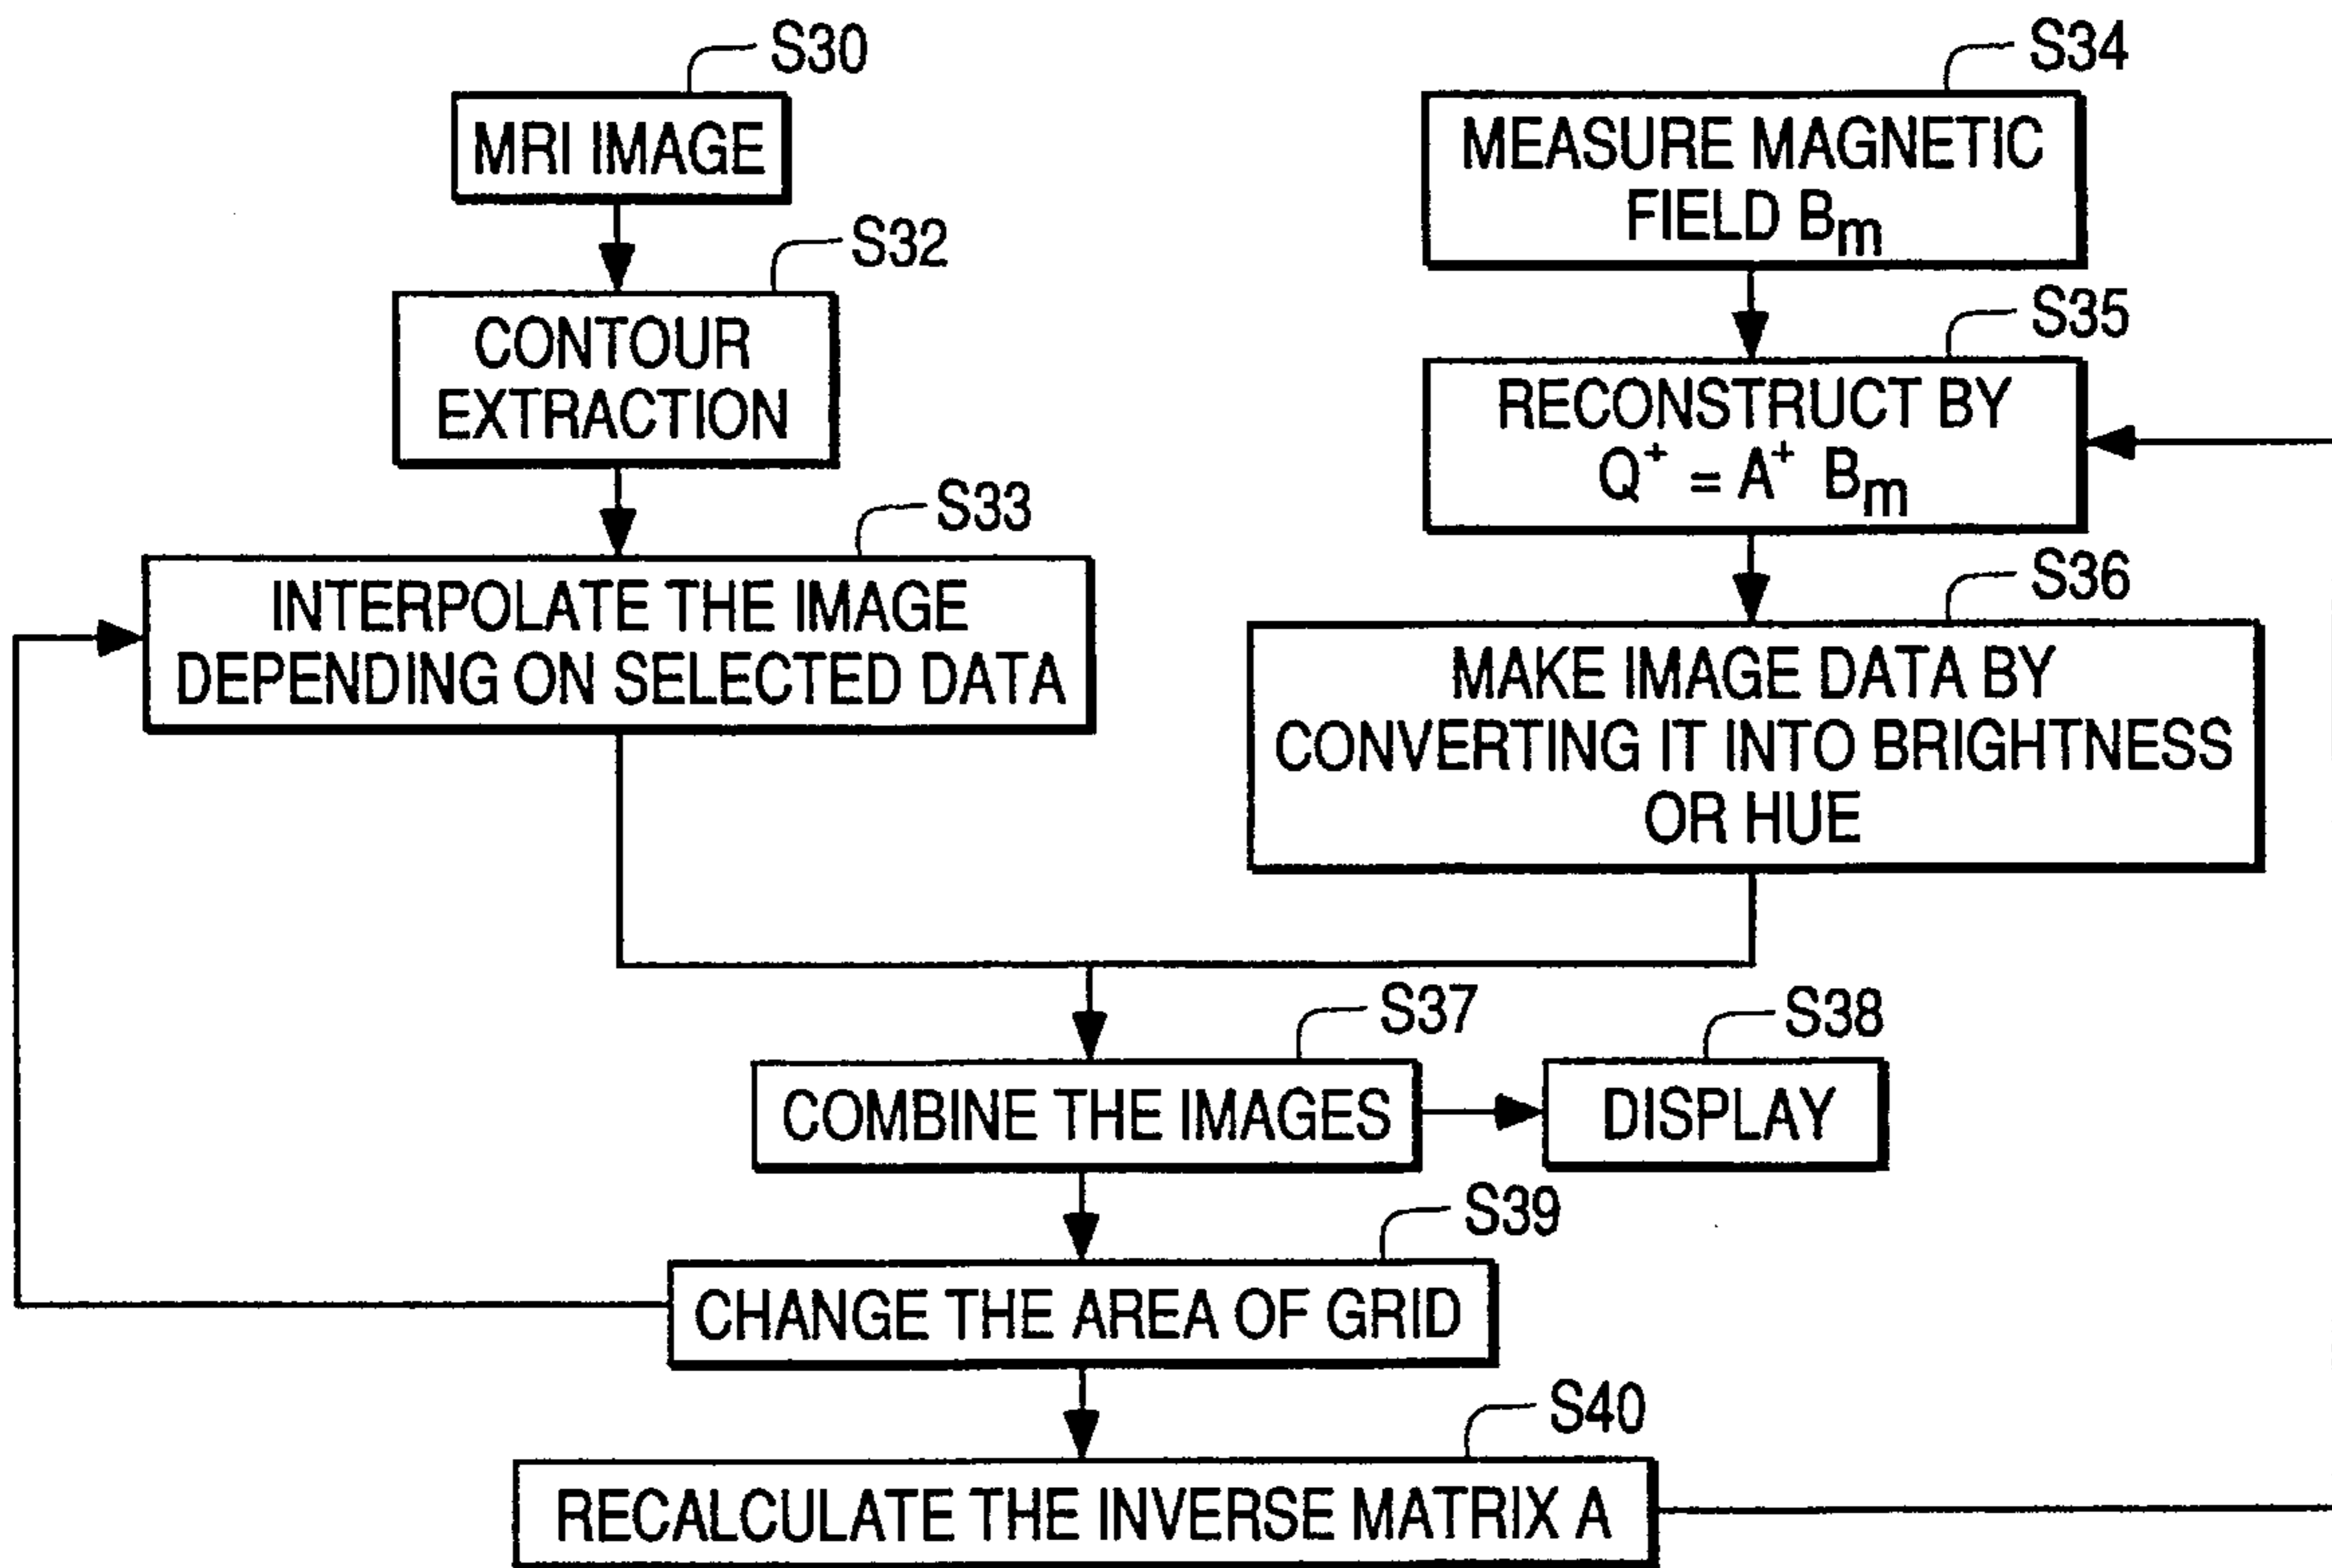 S30
MRI IMAGE
S32
CONTOUR
EXTRACTION
S33
INTERPOLATE THE IMAGE
DEPENDING ON SELECTED DATA
S34
MEASURE MAGNETIC
FIELD Bm
S35
RECONSTRUCT BY
Q+ = A+ Bm
S36
MAKE IMAGE DATA BY
CONVERTING IT INTO BRIGHTNESS
OR HUE
S37
COMBINE THE IMAGES
S38
DISPLAY
S39
CHANGE THE AREA OF GRID
S40
RECALCULATE THE INVERSE MATRIX A